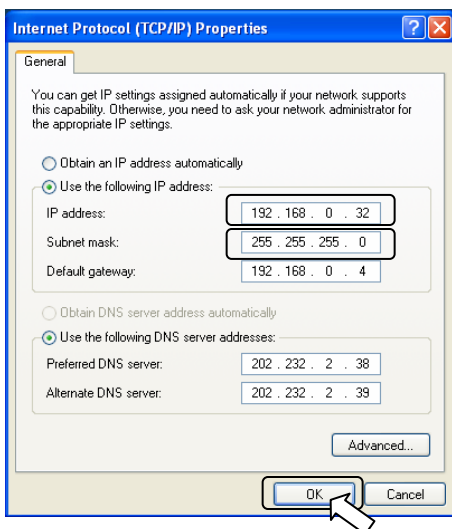 Internet Protocol (TCP/IP) Properties
General
You can get IP settings assigned automatically if your network supports
this capability. Otherwise, you need to ask your network administrator for
the appropriate IP settings.
Obtain an IP address automatically
Use the following IP address:
IP address: 192 . 168 . 0 . 32
Subnet mask: 255 . 255 . 255 . 0
Default gateway: 192 . 168 . 0 . 4
Obtain DNS server address automatically
Use the following DNS server addresses:
Preferred DNS server: 202 . 232 . 2 . 38
Alternate DNS server: 202 . 232 . 2 . 39
Advanced...
OK Cancel